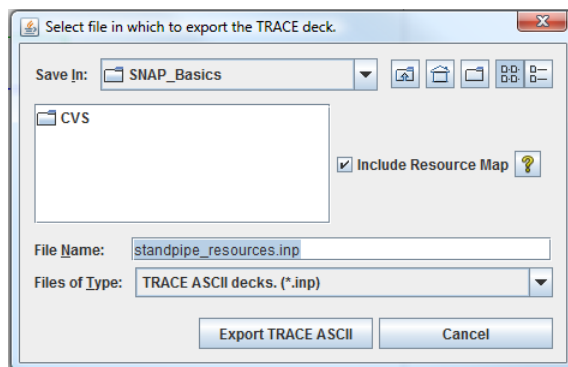 Select file in which to export the TRACE deck.
Save In: SNAP_Basics
CVS
Include Resource Map
File Name: standpipe_resources.inp
Files of Type: TRACE ASCII decks. (*.inp)
Export TRACE ASCII Cancel